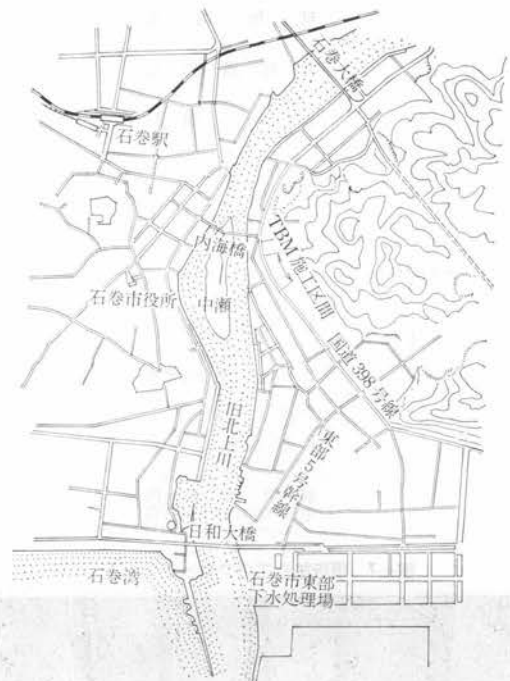 石巻大橋
石巻駅
内海橋
TBM施工区間
石巻市役所
中瀬
国道398号線
旧北上川
東部5号幹線
日和大橋
石巻湾
石巻市東部
下水処理場